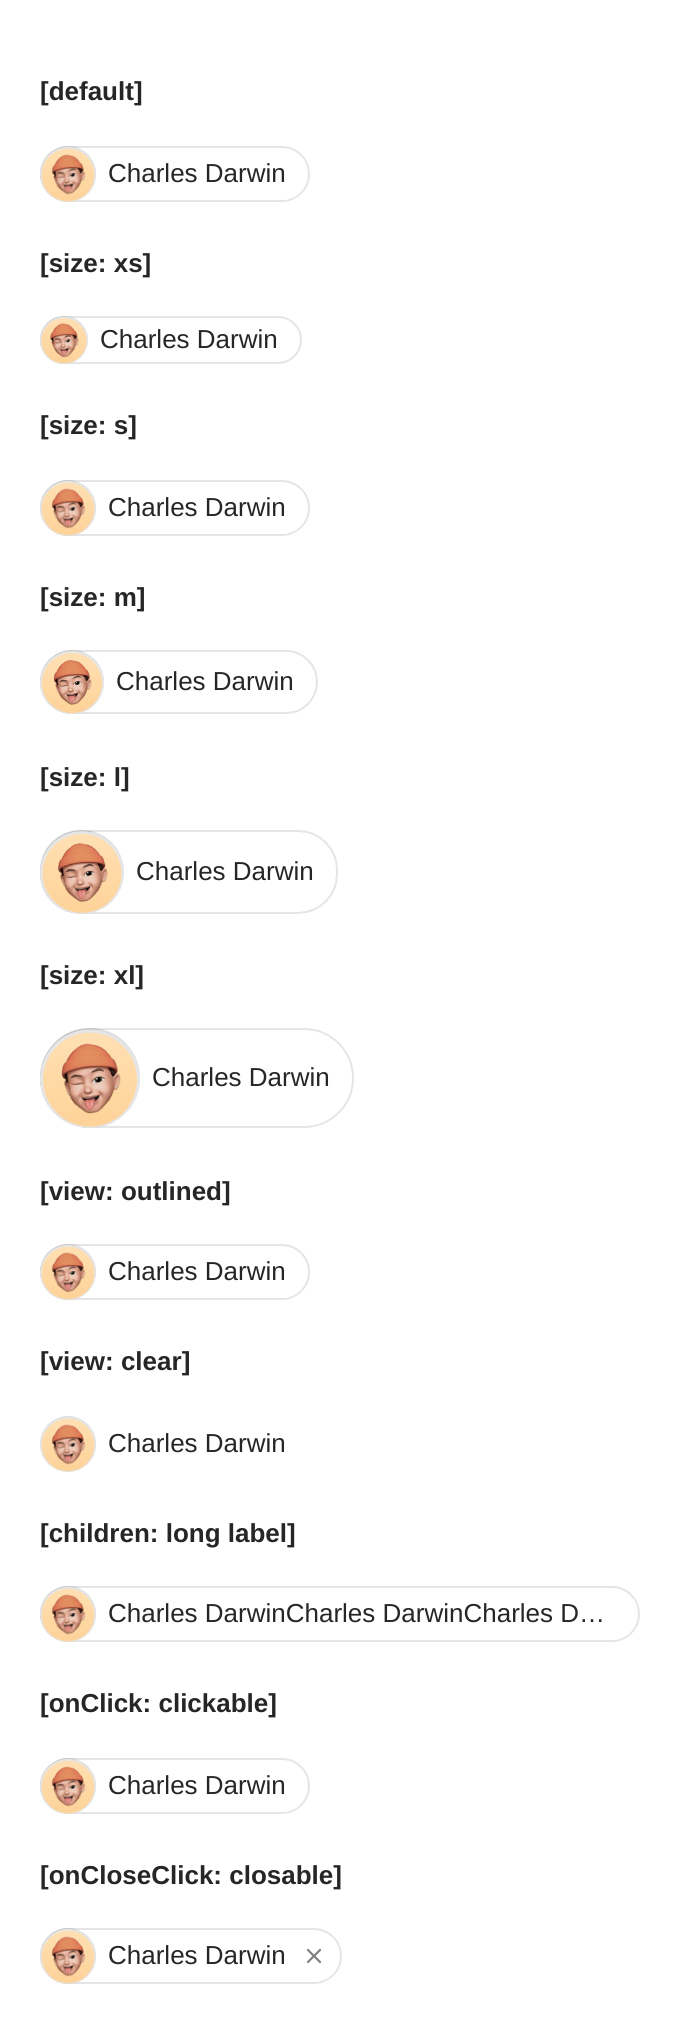 [default]
Charles Darwin
[size: xs]
Charles Darwin
[size: s]
Charles Darwin
[size: m]
Charles Darwin
[size: l]
Charles Darwin
[size: xl]
Charles Darwin
[view: outlined]
Charles Darwin
[view: clear]
Charles Darwin
[children: long label]
Charles DarwinCharles DarwinCharles D…
[onClick: clickable]
Charles Darwin
[onCloseClick: closable]
Charles Darwin